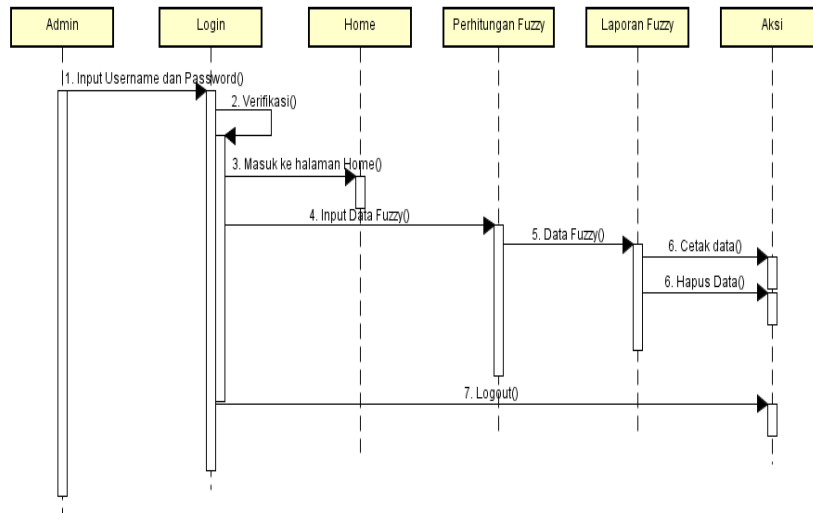 Admin
Login
Home
Perhitungan Fuzzy
Laporan Fuzzy
Aksi
1. Input Username dan Password()
2. Verifikasi()
3. Masuk ke halaman Home()
4. Input Data Fuzzy()
5. Data Fuzzy()
6. Cetak data()
6. Hapus Data()
7. Logout()